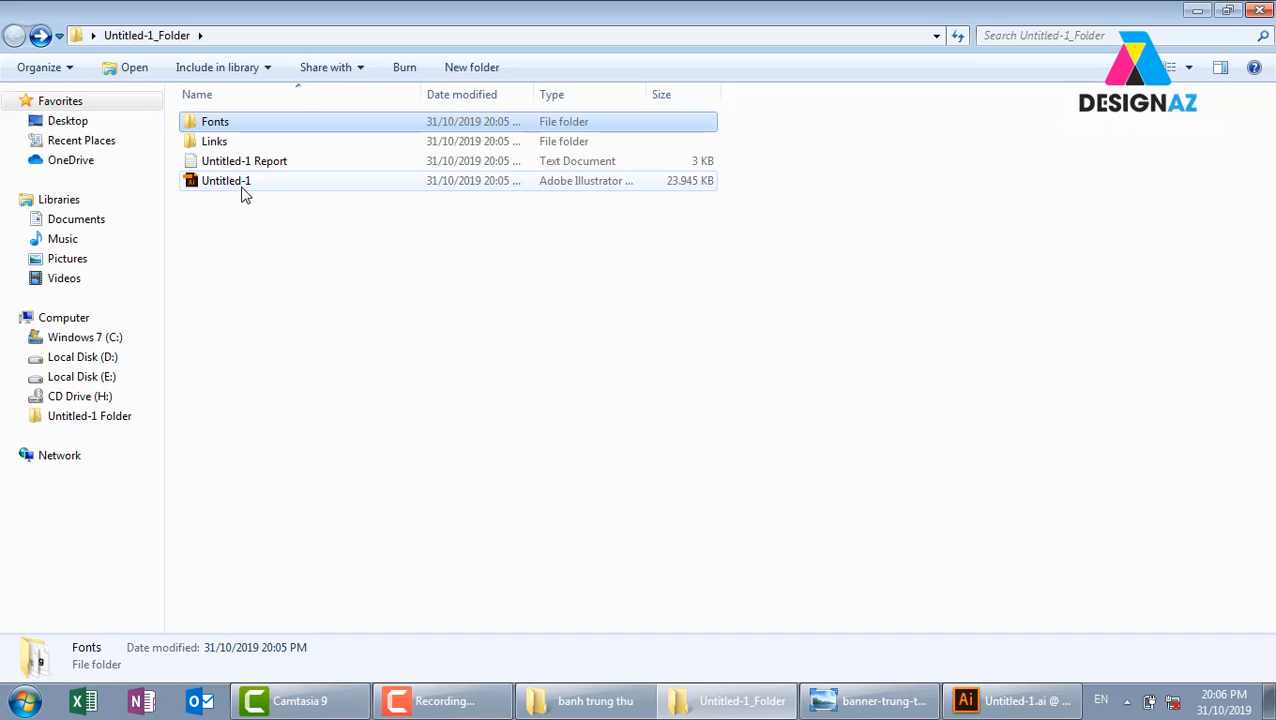 Untitled-1_Folder
Search Untitled-1_Folder
DESIGNAZ
Organize Open Include in library Share with Burn New folder
Name Date modified Type Size
Fonts 31/10/2019 20:05 ... File folder
Links 31/10/2019 20:05 ... File folder
Untitled-1 Report 31/10/2019 20:05 ... Text Document 3 KB
Untitled-1 31/10/2019 20:05 ... Adobe Illustrator ... 23.945 KB
Favorites
Desktop
Recent Places
OneDrive
Libraries
Documents
Music
Pictures
Videos
Computer
Windows 7 (C:)
Local Disk (D:)
Local Disk (E:)
CD Drive (H:)
Untitled-1 Folder
Network
Fonts Date modified: 31/10/2019 20:05 PM
File folder
Camtasia 9 Recording... banh trung thu Untitled-1_Folder banner-trung-t... Untitled-1.ai @ ... EN 20:06 PM
31/10/2019